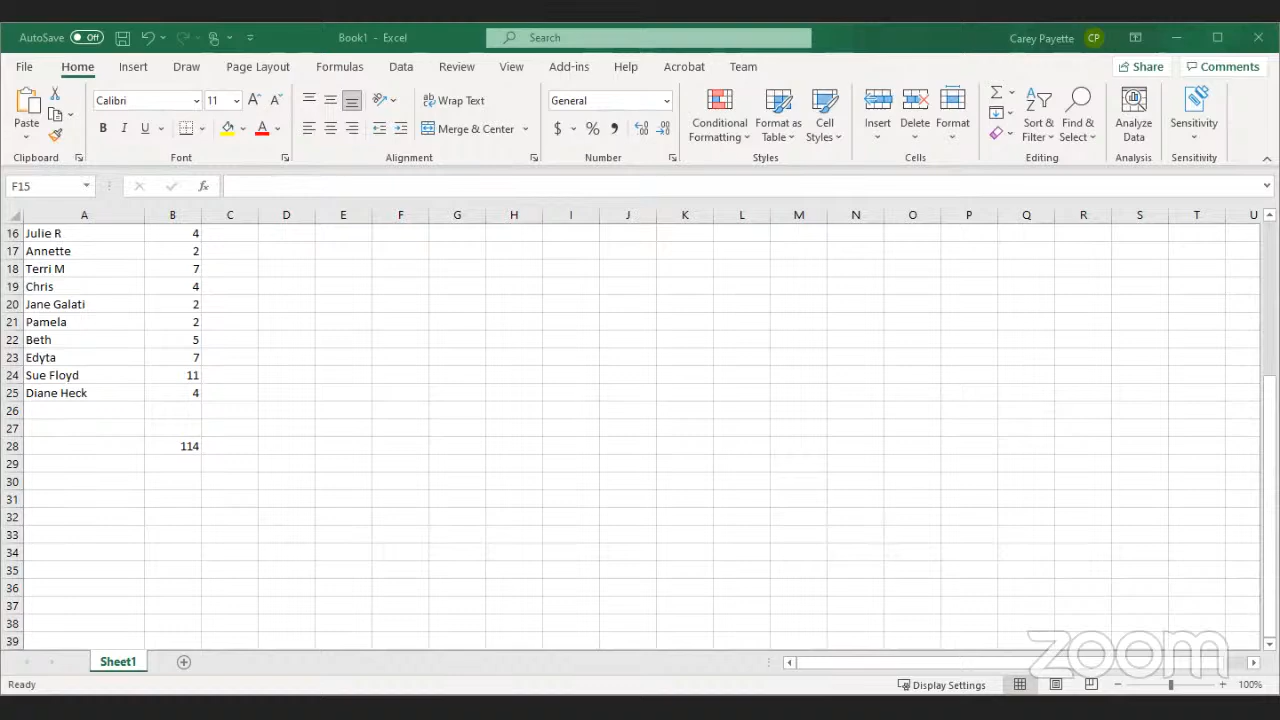 AutoSave Off Book1 - Excel Search Carey Payette CP
File Home Insert Draw Page Layout Formulas Data Review View Add-ins Help Acrobat Team Share Comments
Paste Calibri 11 Wrap Text General Conditional Formatting Format as Table Cell Styles Insert Delete Format Sort & Filter Find & Select Analyze Data Sensitivity
B I U Merge & Center $ % 9
Clipboard Font Alignment Number Styles Cells Editing Analysis Sensitivity
F15 fx
A B C D E F G H I J K L M N O P Q R S T U
16 Julie R 4
17 Annette 2
18 Terri M 7
19 Chris 4
20 Jane Galati 2
21 Pamela 2
22 Beth 5
23 Edyta 7
24 Sue Floyd 11
25 Diane Heck 4
26
27
28 114
29
30
31
32
33
34
35
36
37
38
39
zoom
Sheet1
Ready Display Settings 100%